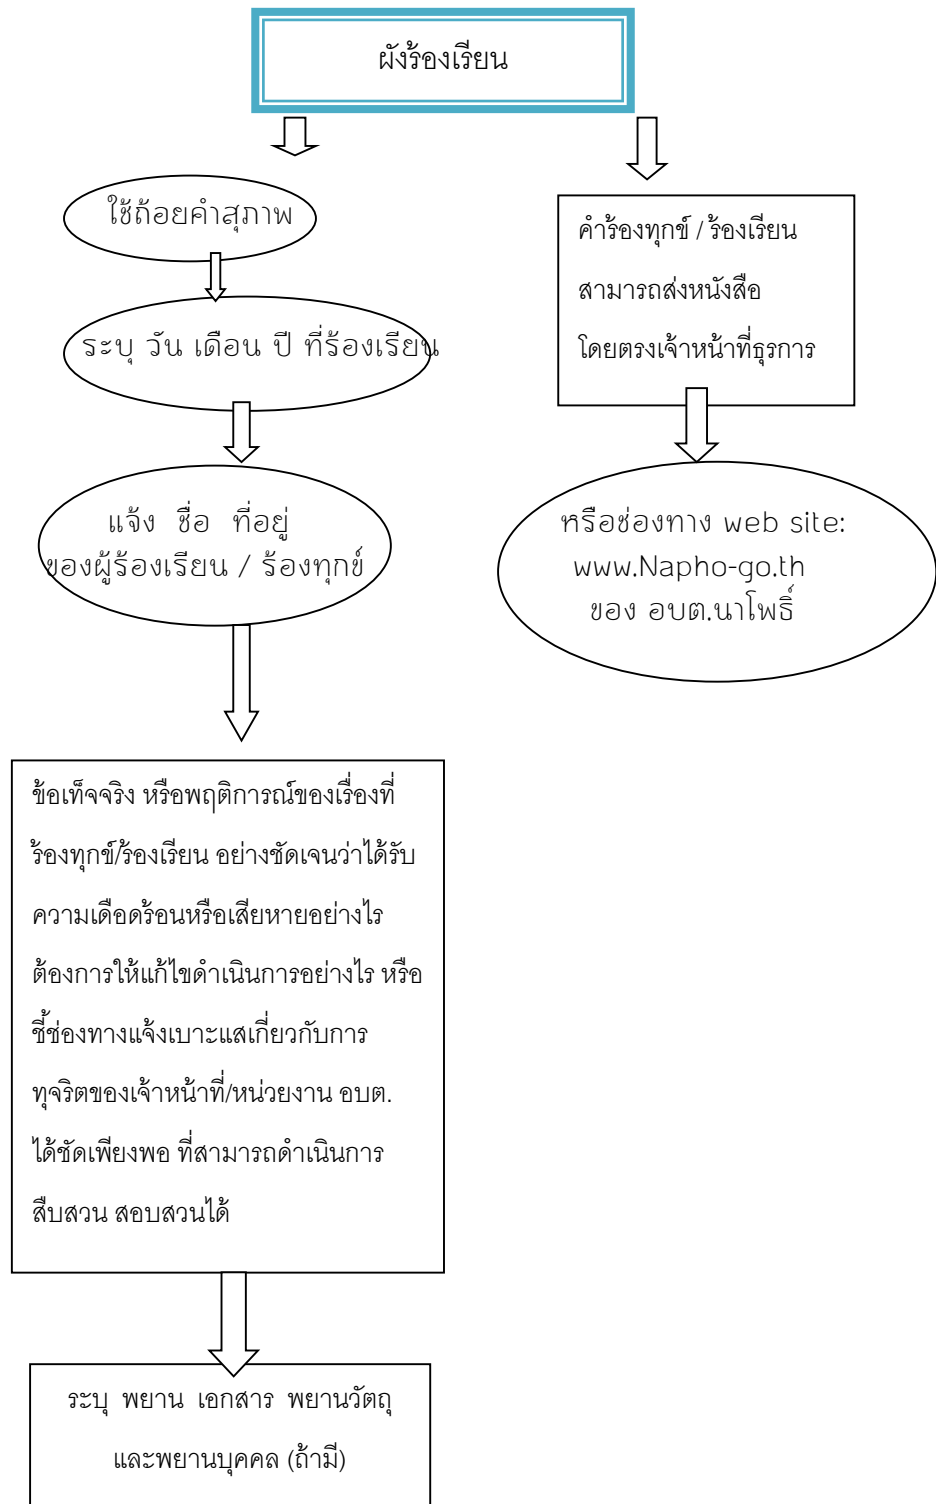 ผังร้องเรียน
ใช้ถ้อยคำสุภาพ
ระบุ วัน เดือน ปี ที่ร้องเรียน
แจ้ง ชื่อ ที่อยู่
ของผู้ร้องเรียน / ร้องทุกข์
ข้อเท็จจริง หรือพฤติการณ์ของเรื่องที่
ร้องทุกข์/ร้องเรียน อย่างชัดเจนว่าได้รับ
ความเดือดร้อนหรือเสียหายอย่างไร
ต้องการให้แก้ไขดำเนินการอย่างไร หรือ
ชี้ช่องทางแจ้งเบาะแสเกี่ยวกับการ
ทุจริตของเจ้าหน้าที่/หน่วยงาน อบต.
ได้ชัดเพียงพอ ที่สามารถดำเนินการ
สืบสวน สอบสวนได้
ระบุ พยาน เอกสาร พยานวัตถุ
และพยานบุคคล (ถ้ามี)
คำร้องทุกข์ / ร้องเรียน
สามารถส่งหนังสือ
โดยตรงเจ้าหน้าที่ธุรการ
หรือช่องทาง web site:
www.Napho-go.th
ของ อบต.นาโพธิ์